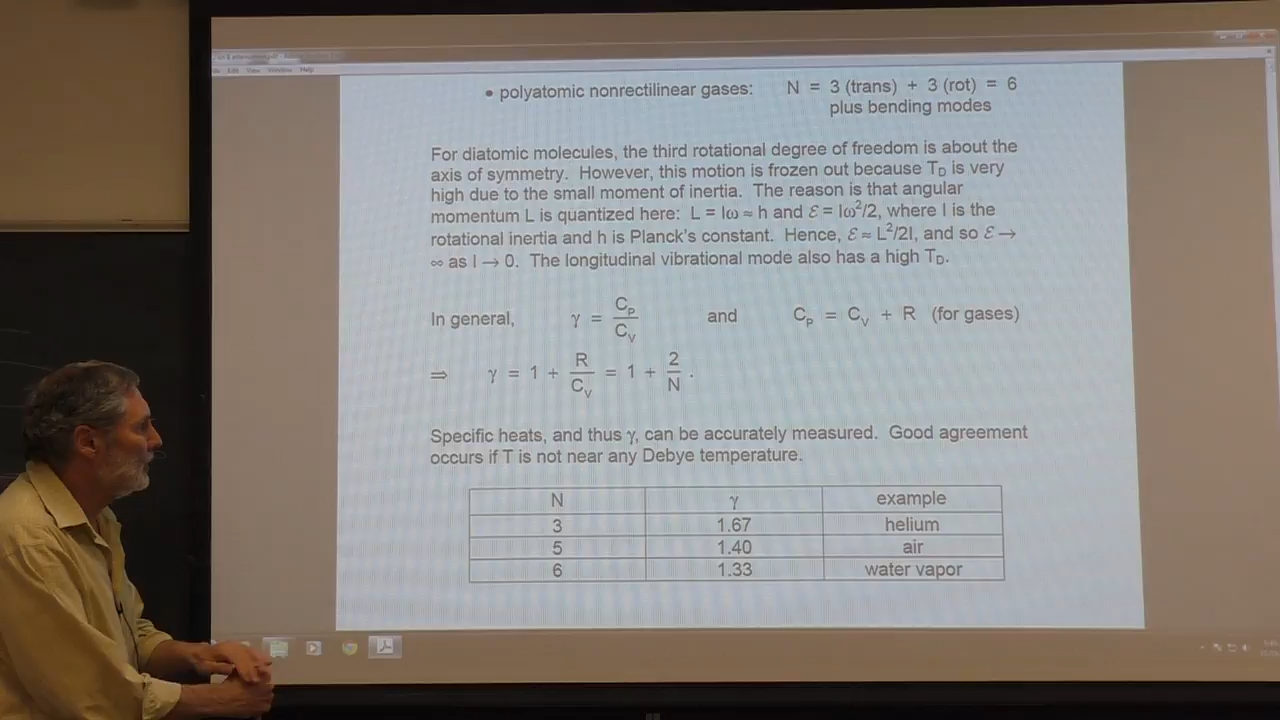 Edit View Window Help
• polyatomic nonrectilinear gases: N = 3 (trans) + 3 (rot) = 6
plus bending modes
For diatomic molecules, the third rotational degree of freedom is about the
axis of symmetry. However, this motion is frozen out because T_D is very
high due to the small moment of inertia. The reason is that angular
momentum L is quantized here: L = Iω ≈ h and ℰ = Iω²/2, where I is the
rotational inertia and h is Planck's constant. Hence, ℰ ≈ L²/2I, and so ℰ →
∞ as I → 0. The longitudinal vibrational mode also has a high T_D.
In general, γ = C_p/C_v and C_p = C_v + R (for gases)
⇒ γ = 1 + R/C_v = 1 + 2/N .
Specific heats, and thus γ, can be accurately measured. Good agreement
occurs if T is not near any Debye temperature.
N γ example
3 1.67 helium
5 1.40 air
6 1.33 water vapor